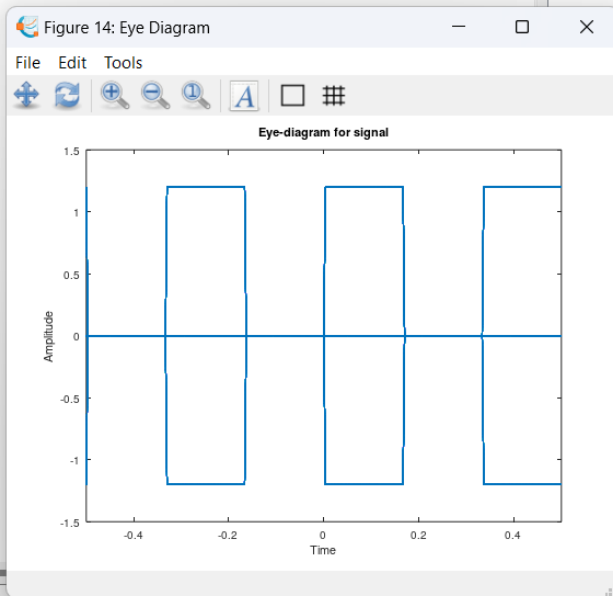 Figure 14: Eye Diagram
File Edit Tools
A
Eye-diagram for signal
1.5
1
0.5
0
-0.5
-1
-1.5
Amplitude
-0.4 -0.2 0 0.2 0.4
Time